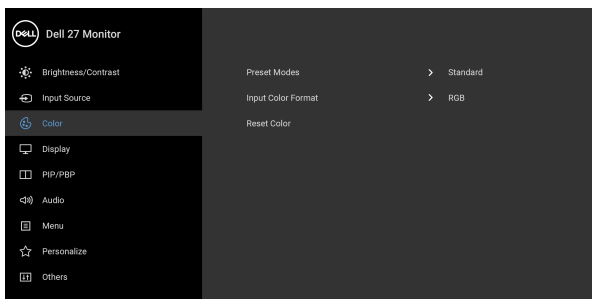 DELL Dell 27 Monitor
Brightness/Contrast
Preset Modes > Standard
Input Source
Input Color Format > RGB
Color
Reset Color
Display
PIP/PBP
Audio
Menu
Personalize
Others